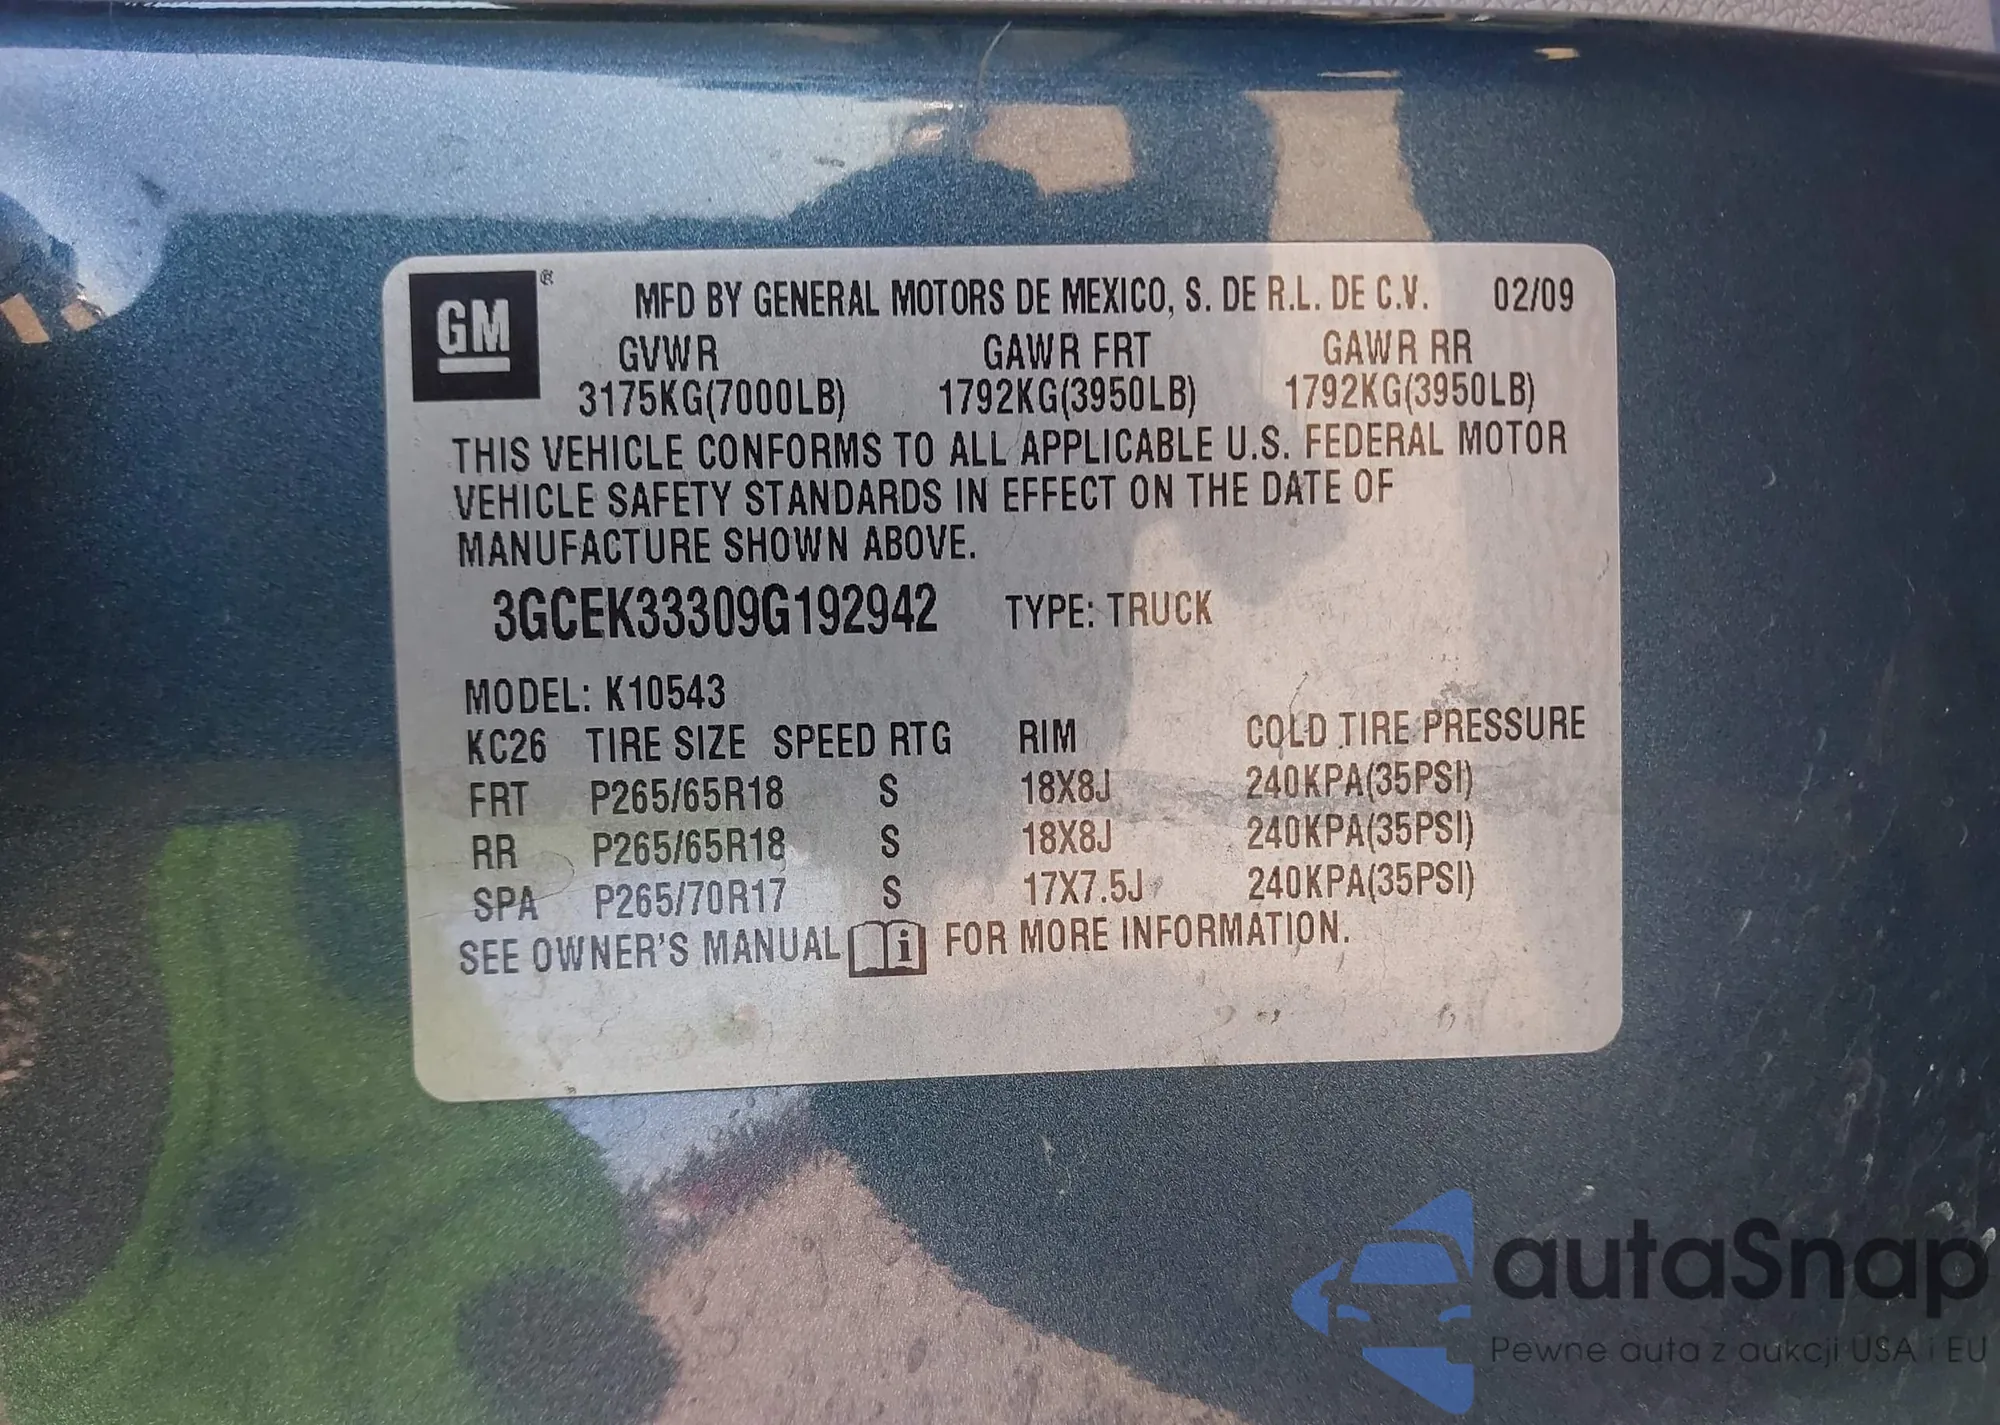 GM ®
MFD BY GENERAL MOTORS DE MEXICO, S. DE R.L. DE C.V. 02/09
GVWR GAWR FRT GAWR RR
3175KG(7000LB) 1792KG(3950LB) 1792KG(3950LB)
THIS VEHICLE CONFORMS TO ALL APPLICABLE U.S. FEDERAL MOTOR
VEHICLE SAFETY STANDARDS IN EFFECT ON THE DATE OF
MANUFACTURE SHOWN ABOVE.
3GCEK33309G192942 TYPE: TRUCK
MODEL: K10543
KC26 TIRE SIZE SPEED RTG RIM COLD TIRE PRESSURE
FRT P265/65R18 S 18X8J 240KPA(35PSI)
RR P265/65R18 S 18X8J 240KPA(35PSI)
SPA P265/70R17 S 17X7.5J 240KPA(35PSI)
SEE OWNER'S MANUAL i FOR MORE INFORMATION.
autaSnap
Pewne auta z aukcji USA i EU